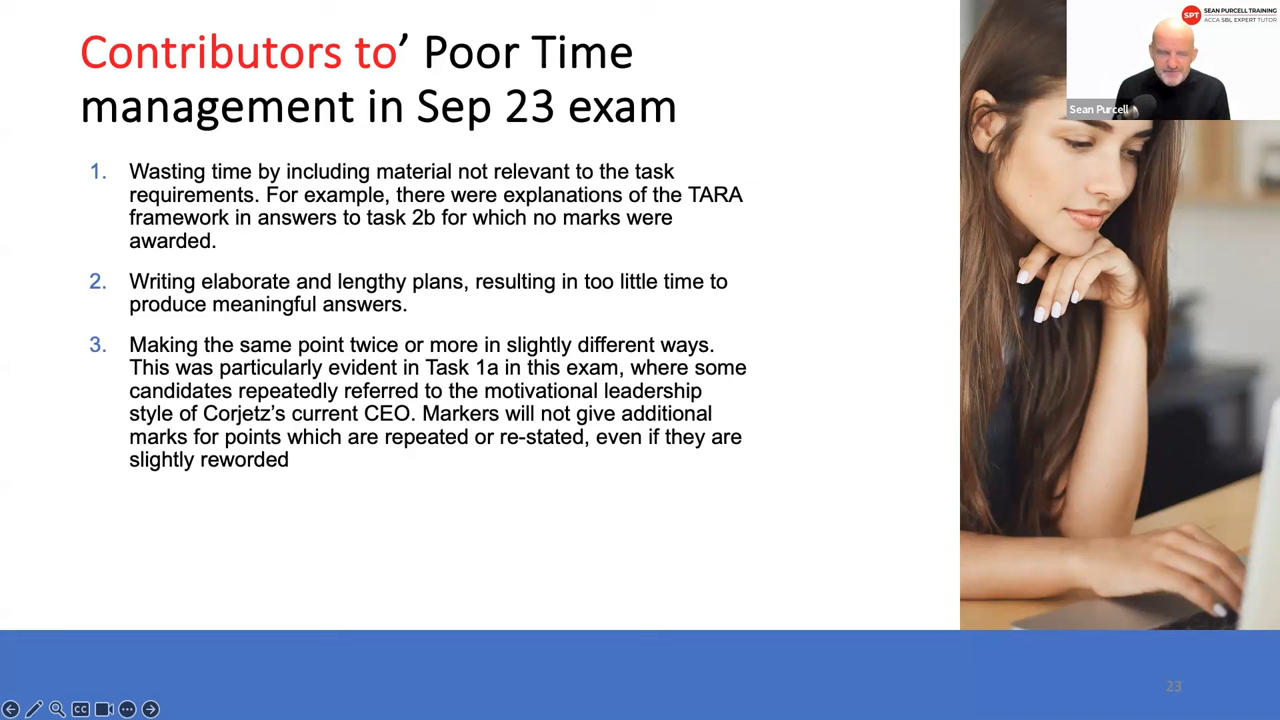 Contributors to’ Poor Time
management in Sep 23 exam
1. Wasting time by including material not relevant to the task
requirements. For example, there were explanations of the TARA
framework in answers to task 2b for which no marks were
awarded.
2. Writing elaborate and lengthy plans, resulting in too little time to
produce meaningful answers.
3. Making the same point twice or more in slightly different ways.
This was particularly evident in Task 1a in this exam, where some
candidates repeatedly referred to the motivational leadership
style of Corjetz’s current CEO. Markers will not give additional
marks for points which are repeated or re-stated, even if they are
slightly reworded
SPT
SEAN PURCELL TRAINING
ACCA SBL EXPERT TUTOR
Sean Purcell
23
CC